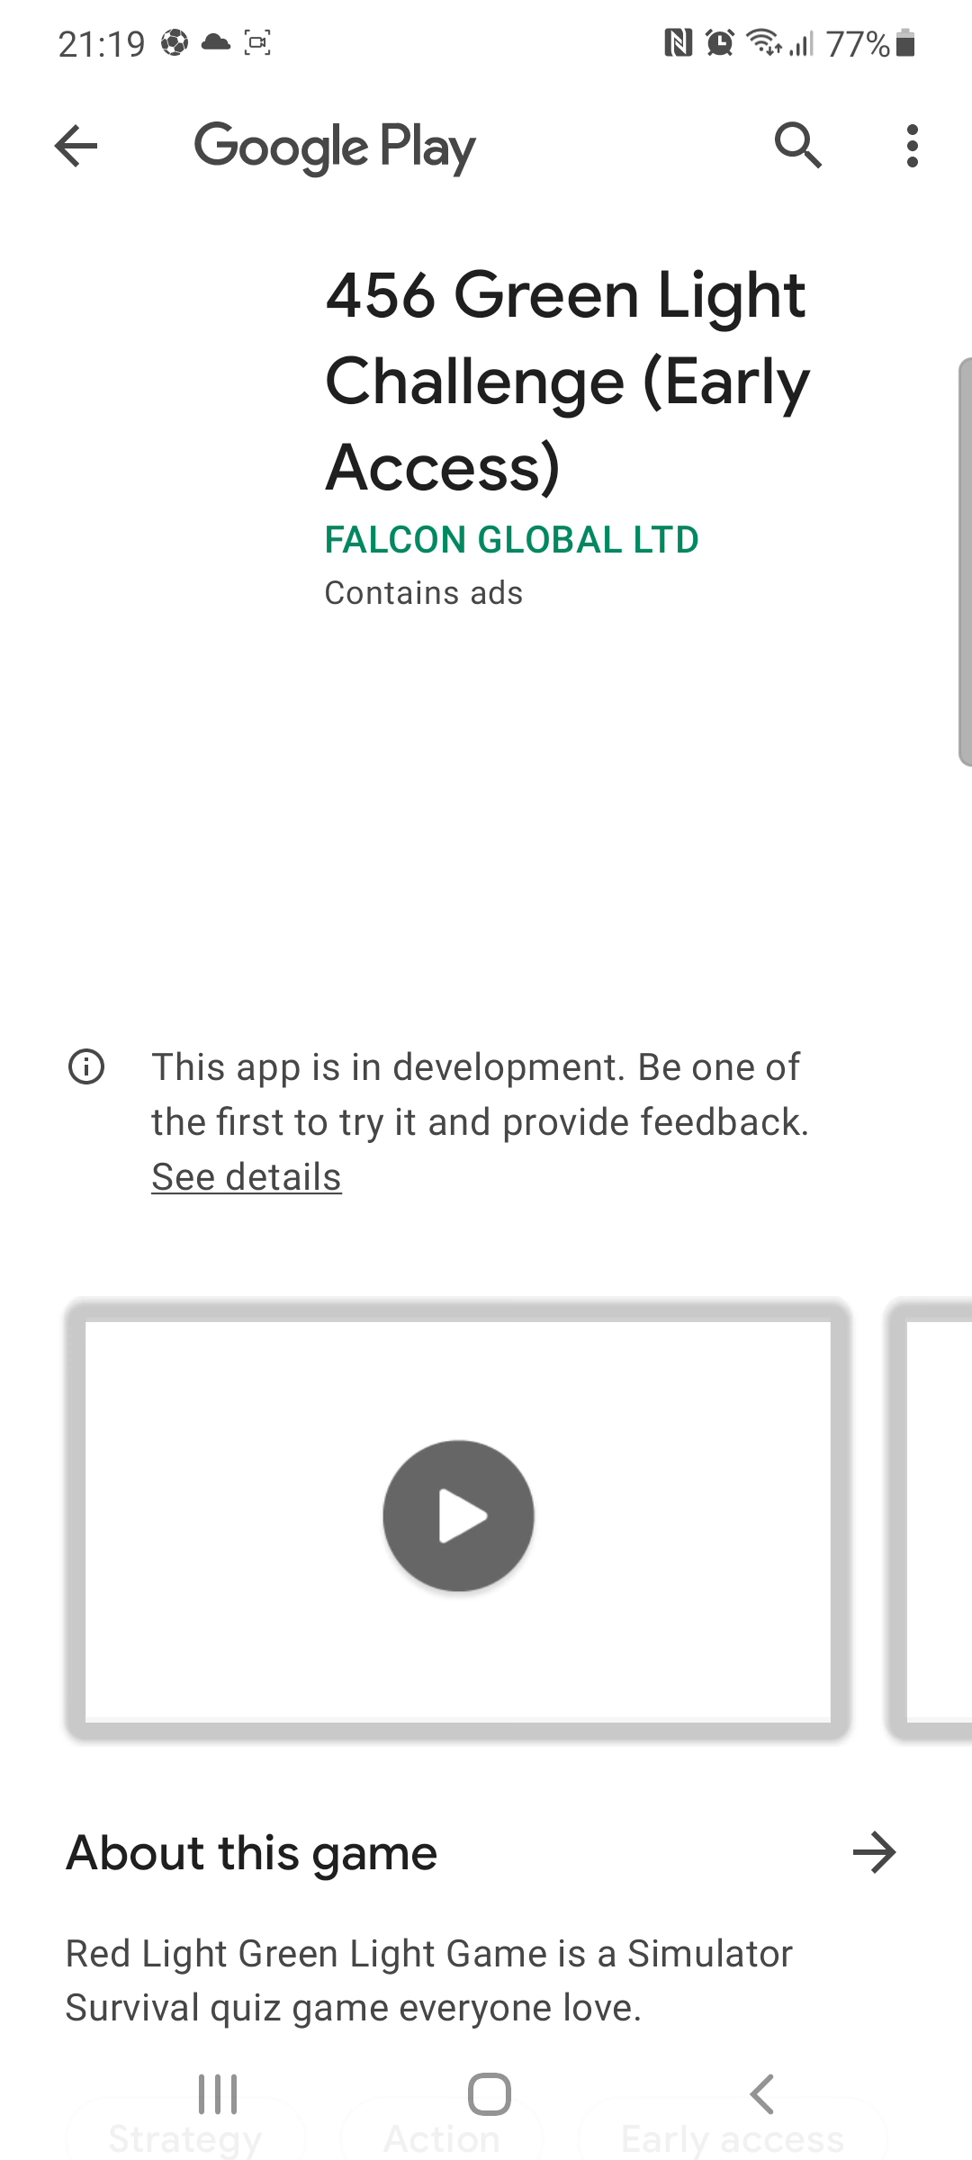 21:19 77%
Google Play
456 Green Light
Challenge (Early
Access)
FALCON GLOBAL LTD
Contains ads
This app is in development. Be one of
the first to try it and provide feedback.
See details
About this game
Red Light Green Light Game is a Simulator
Survival quiz game everyone love.
Strategy Action Early access